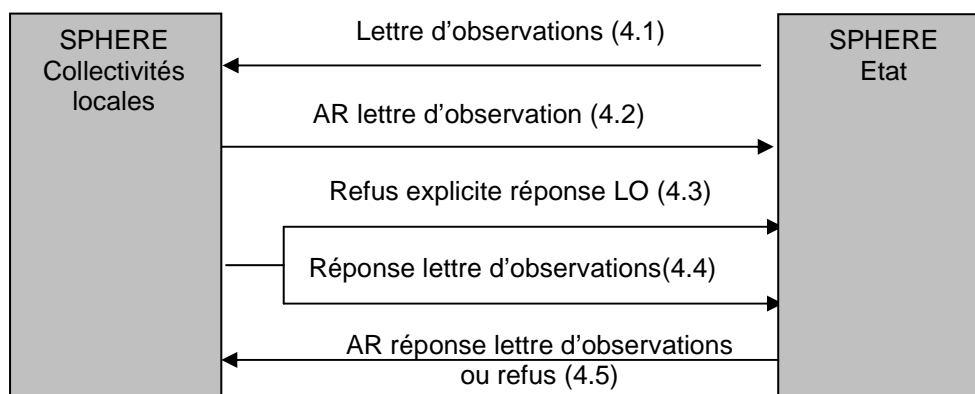 SPHERE
Collectivités
locales
Lettre d’observations (4.1)
SPHERE
Etat
AR lettre d’observation (4.2)
Refus explicite réponse LO (4.3)
Réponse lettre d’observations(4.4)
AR réponse lettre d’observations
ou refus (4.5)